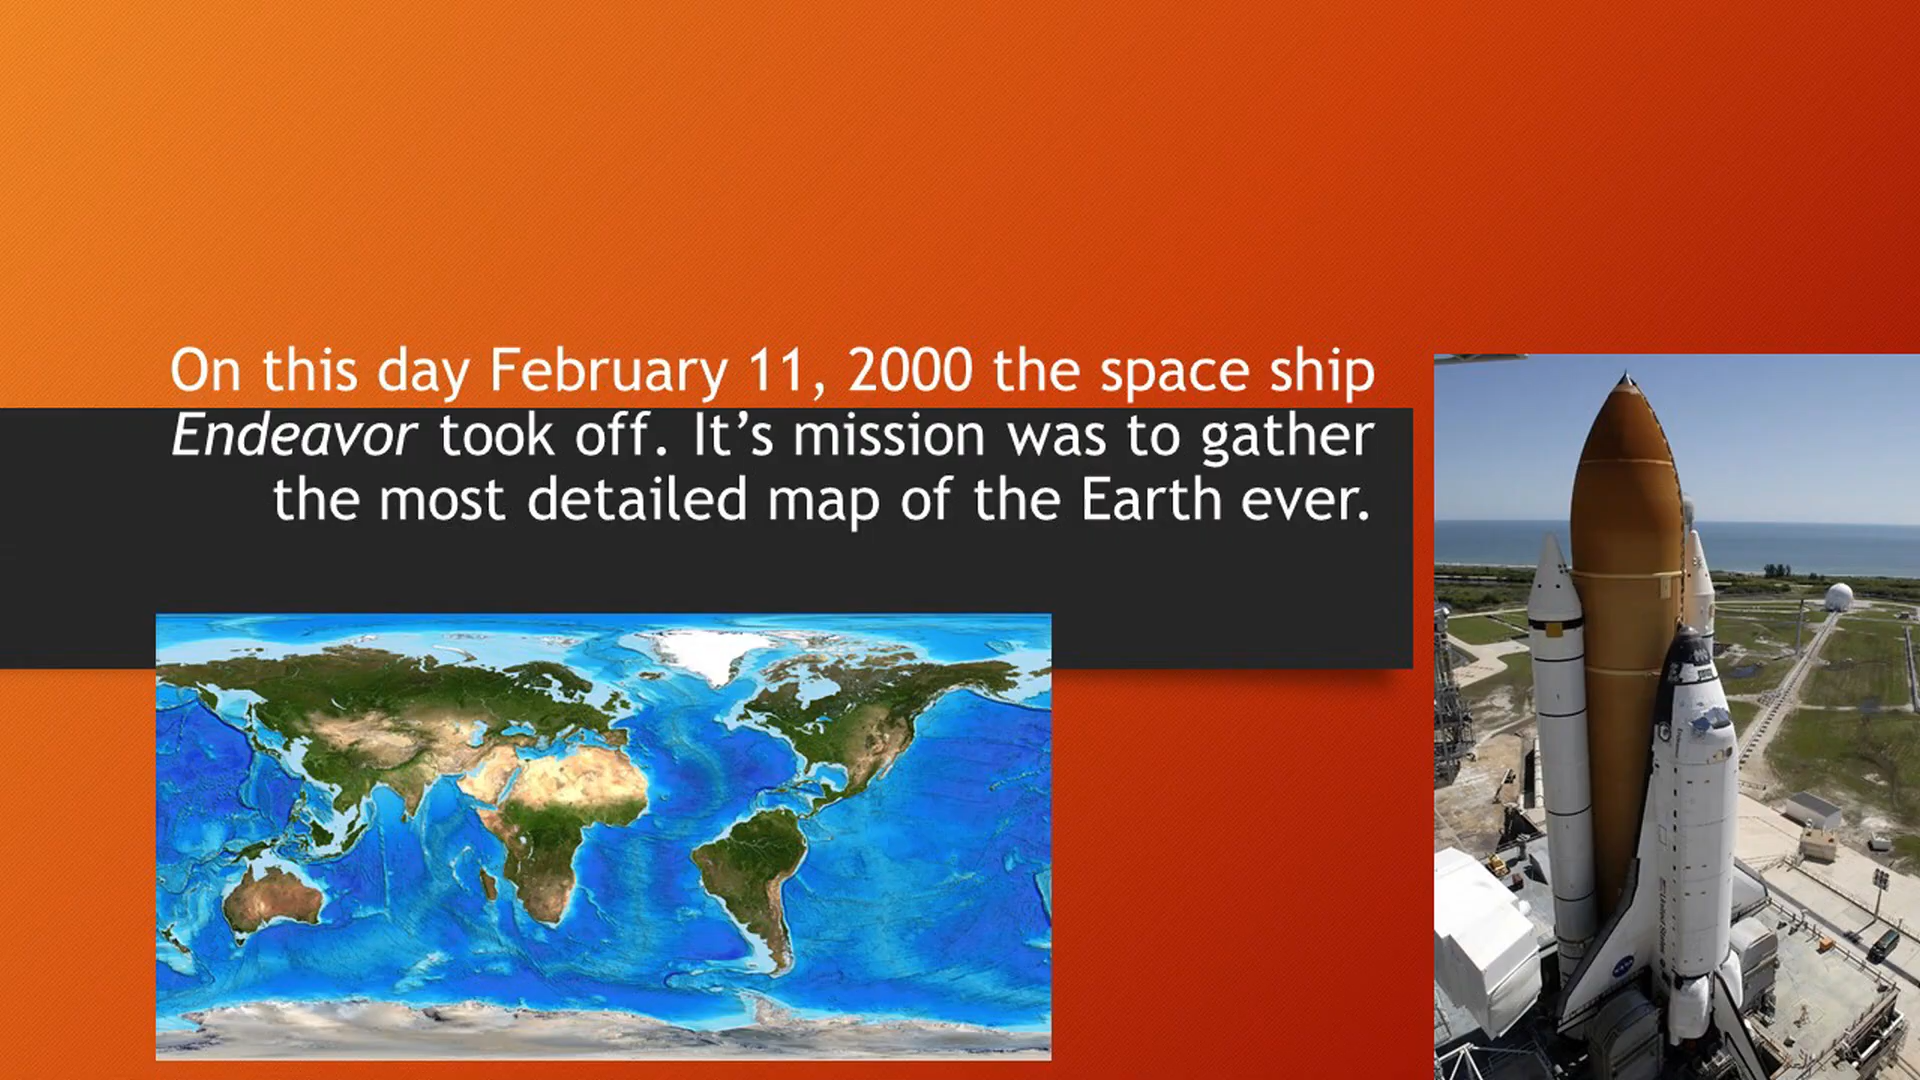 On this day February 11, 2000 the space ship
Endeavor took off. It’s mission was to gather
the most detailed map of the Earth ever.